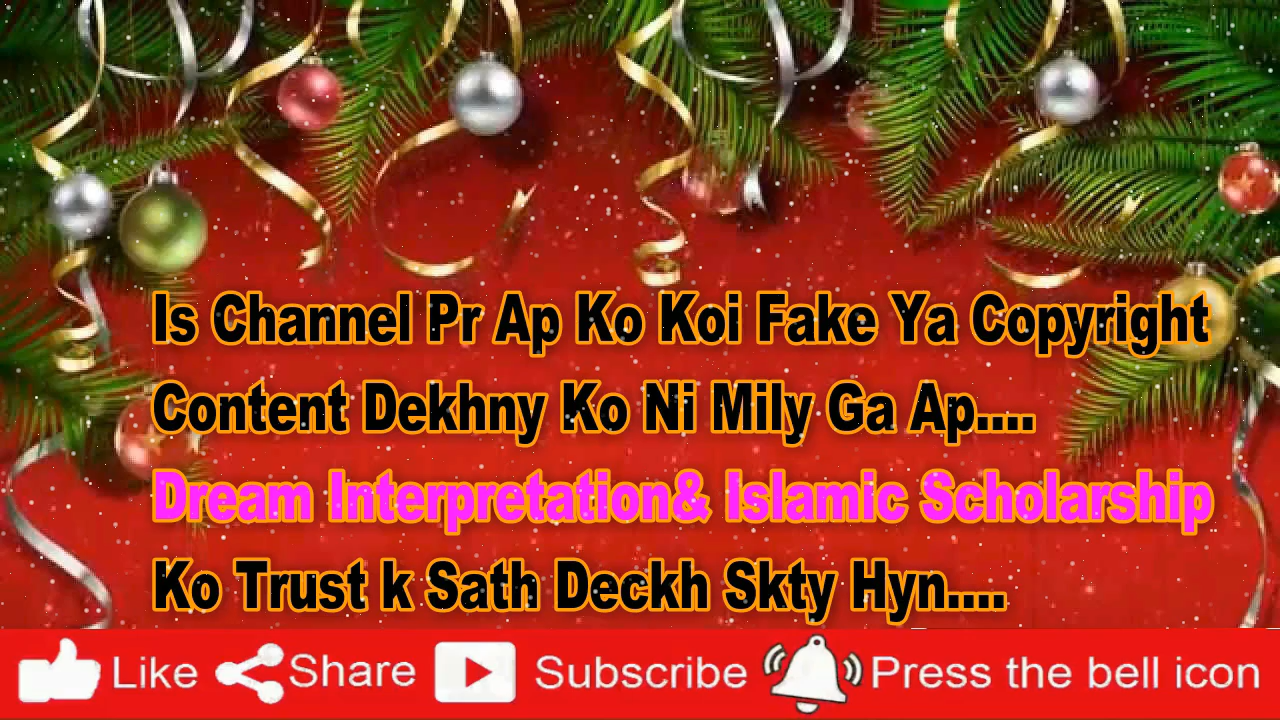 Is Channel Pr Ap Ko Koi Fake Ya Copyright
Content Dekhny Ko Ni Mily Ga Ap....
Dream Interpretation& Islamic Scholarship
Ko Trust k Sath Deckh Skty Hyn....
Like Share Subscribe Press the bell icon